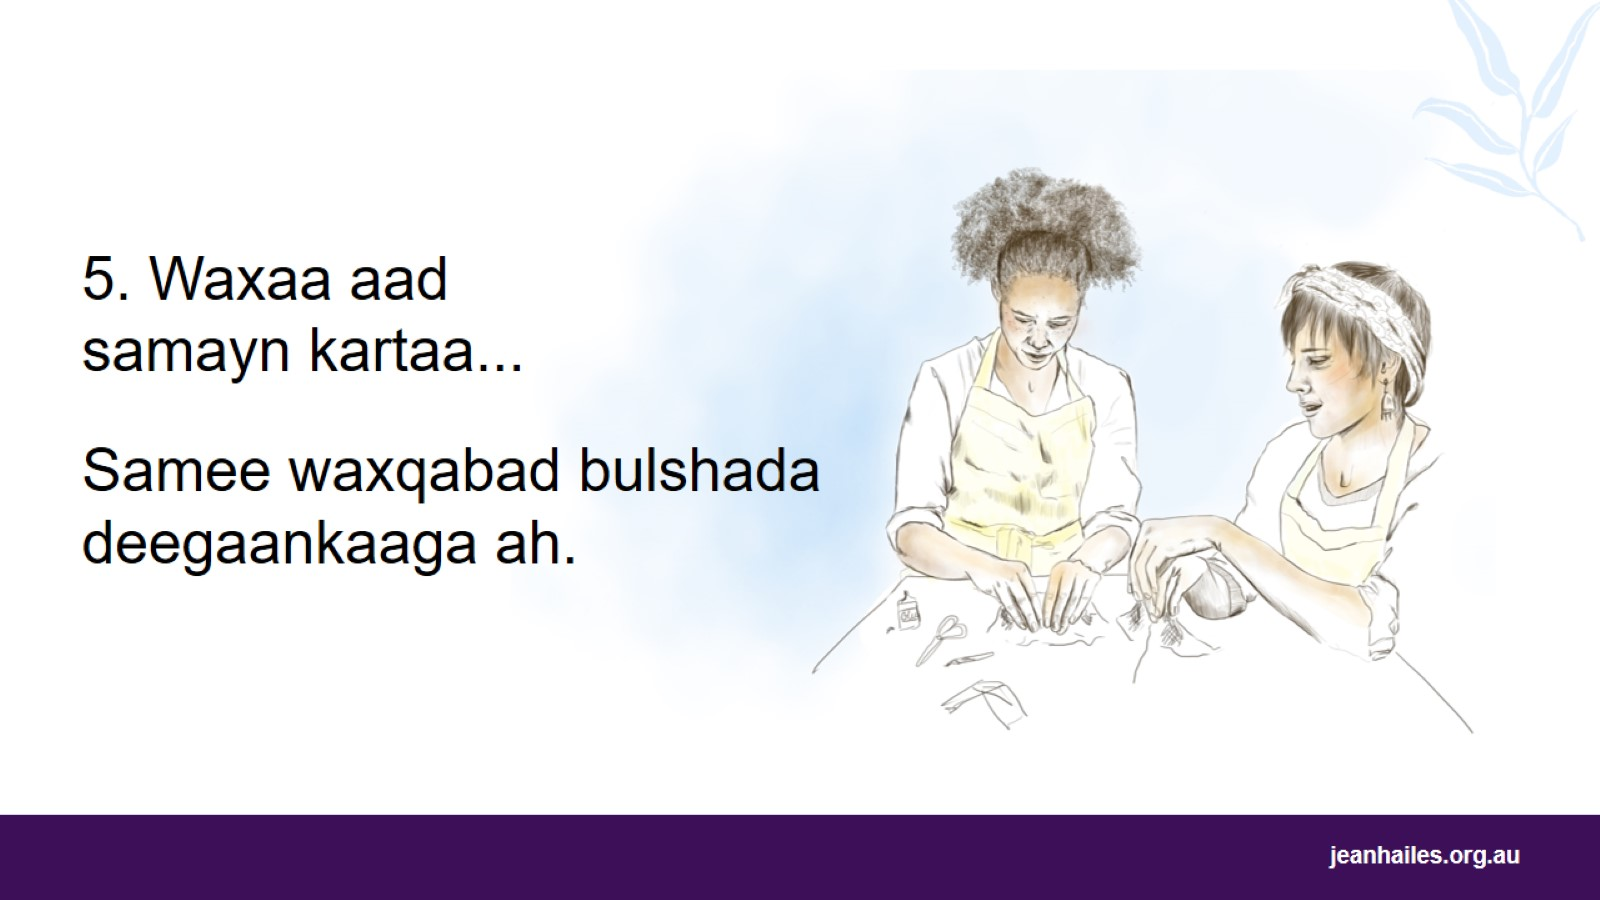 5. Waxaa aad
samayn kartaa...
Samee waxqabad bulshada
deegaankaaga ah.
jeanhailes.org.au